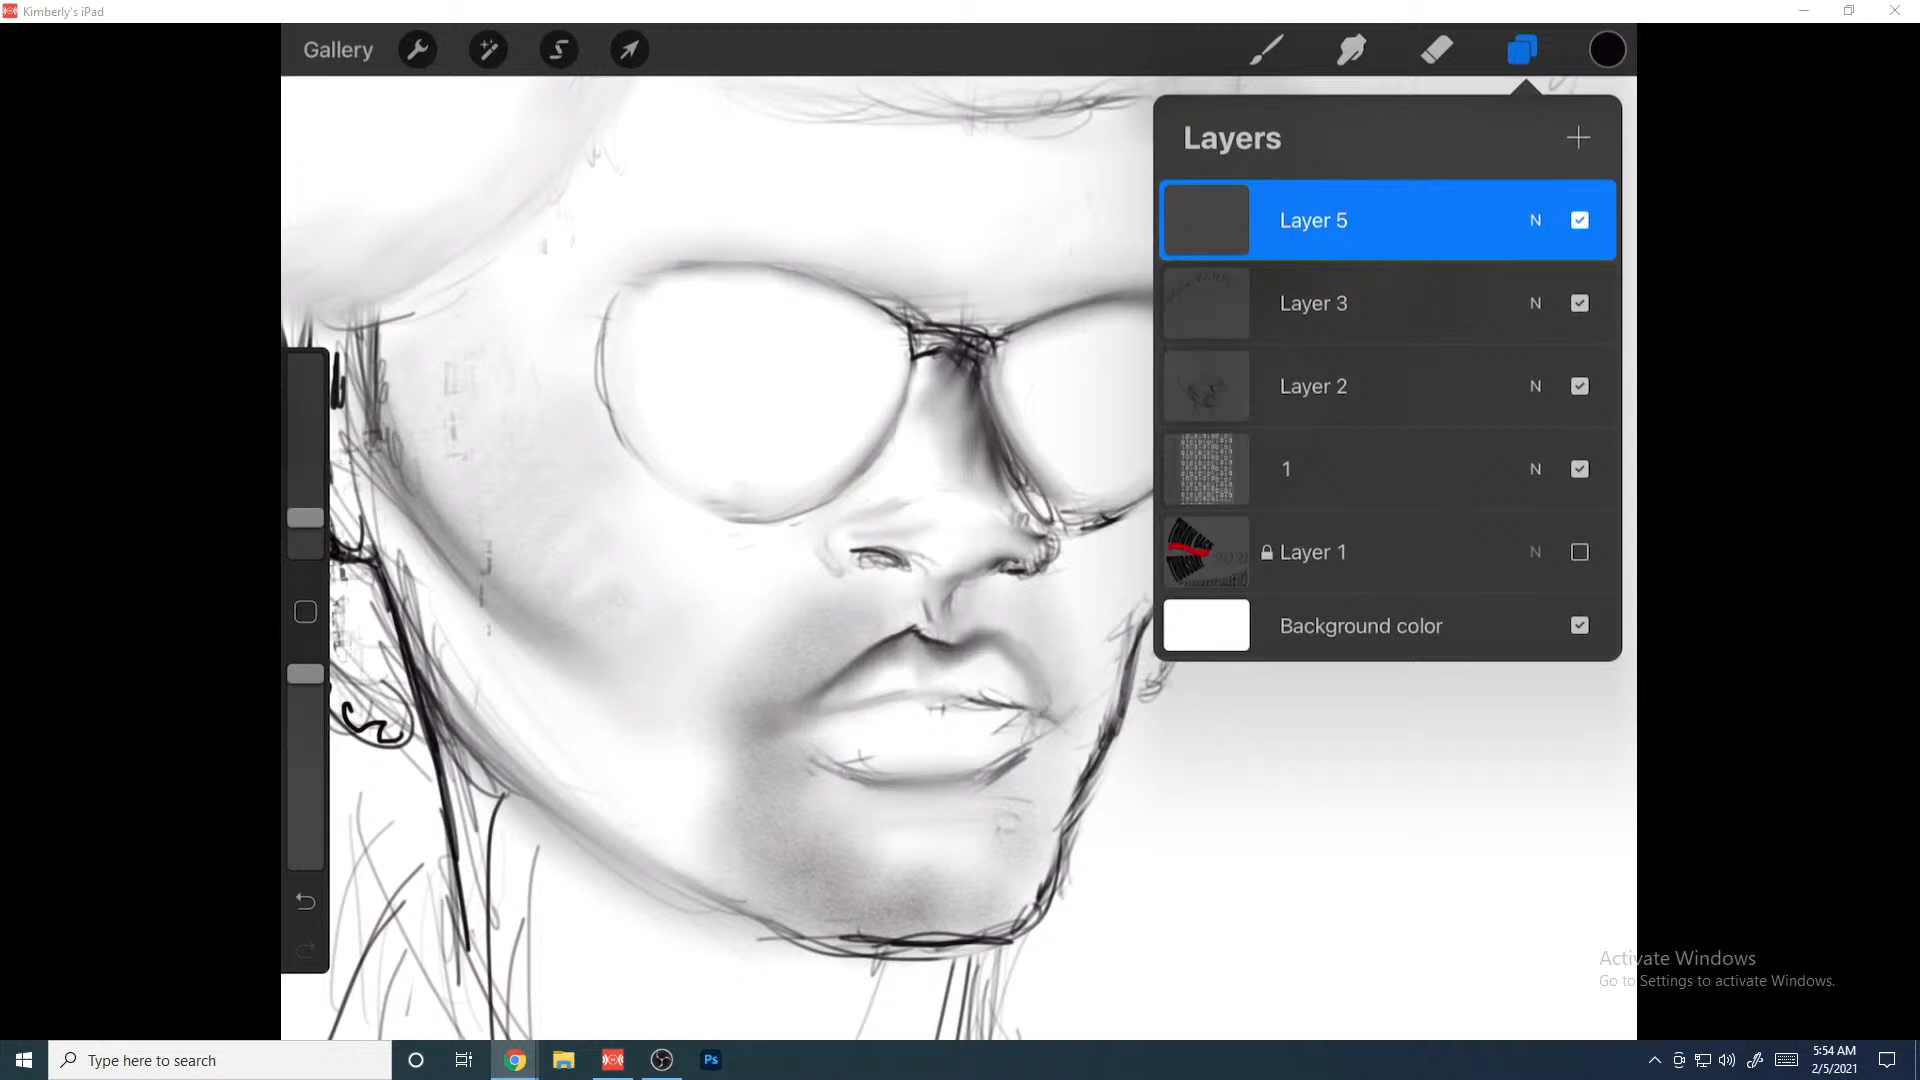 Kimberly's iPad
Gallery
Layers
Layer 5 N
Layer 3 N
Layer 2 N
1 N
Layer 1 N
Background color
Activate Windows
Go to Settings to activate Windows.
Type here to search
Ps
5:54 AM
2/5/2021